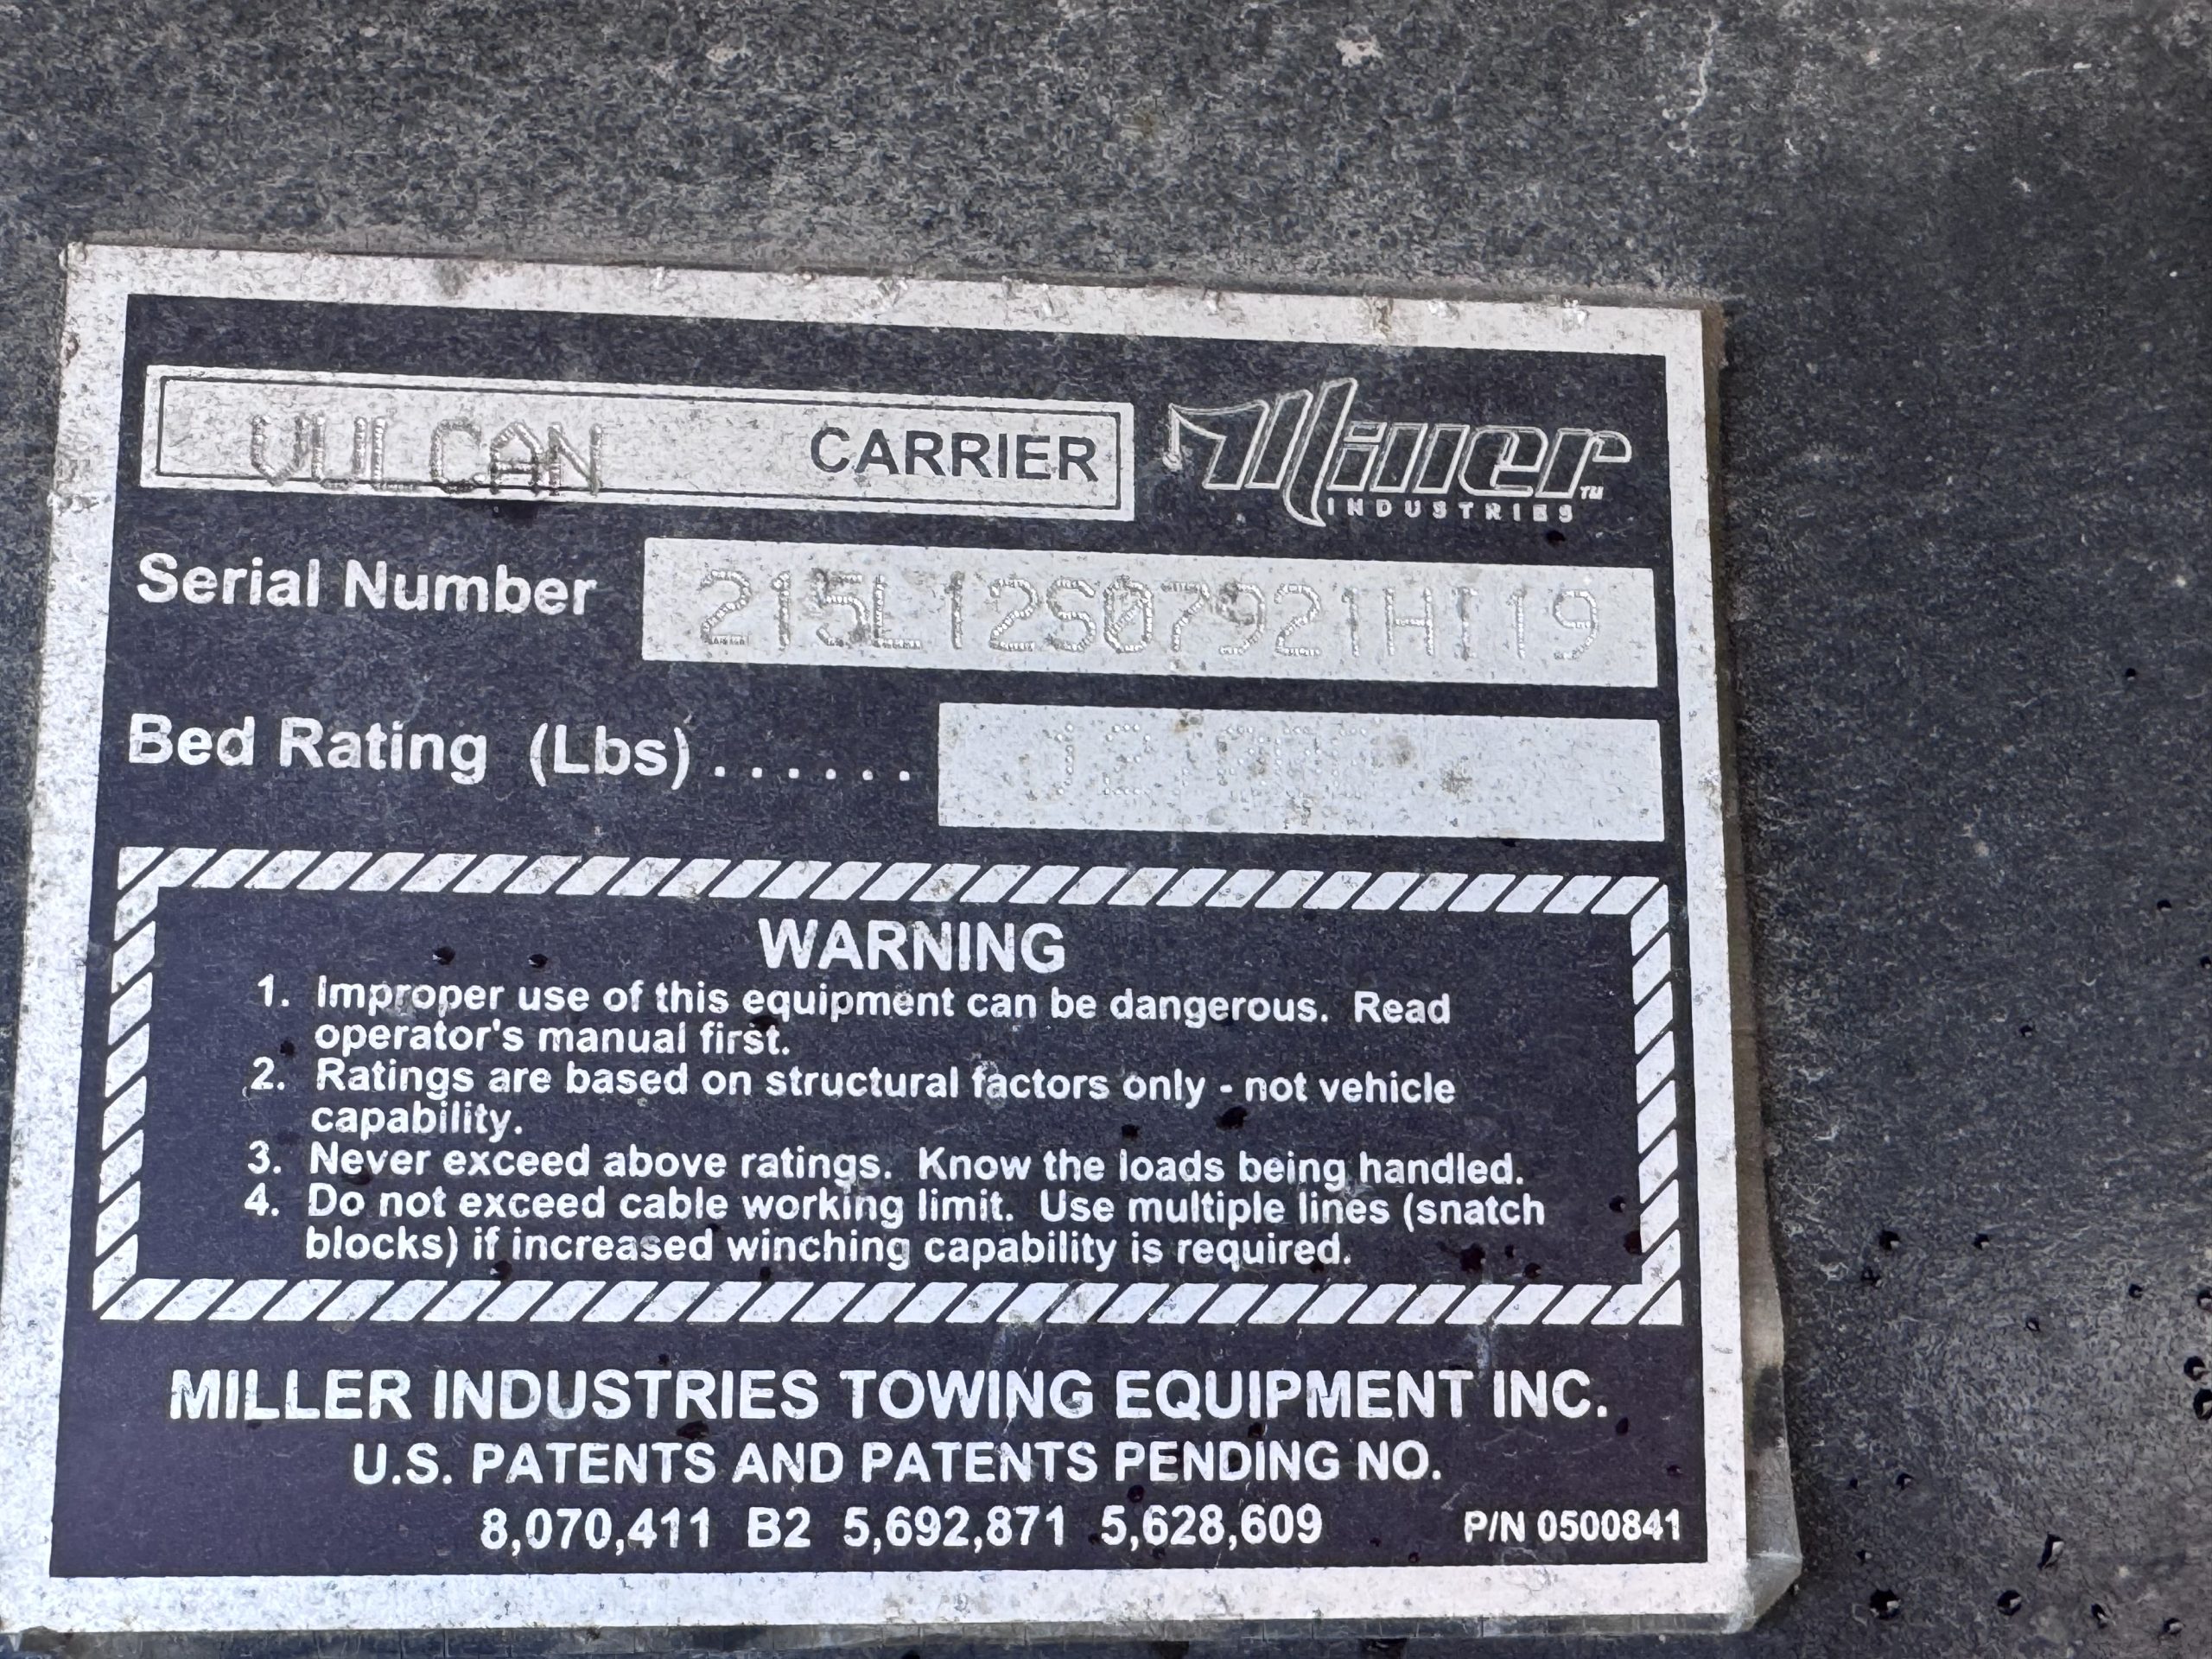 VULCAN CARRIER Miller™
INDUSTRIES
Serial Number 215L12S07921HI19
Bed Rating (Lbs) . . . . . .
WARNING
1. Improper use of this equipment can be dangerous. Read
operator's manual first.
2. Ratings are based on structural factors only - not vehicle
capability.
3. Never exceed above ratings. Know the loads being handled.
4. Do not exceed cable working limit. Use multiple lines (snatch
blocks) if increased winching capability is required.
MILLER INDUSTRIES TOWING EQUIPMENT INC.
U.S. PATENTS AND PATENTS PENDING NO.
8,070,411 B2 5,692,871 5,628,609 P/N 0500841